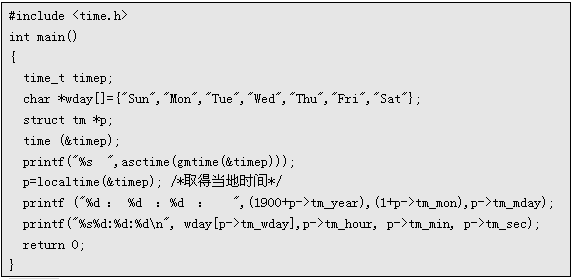 #include <time.h>
int main()
{
  time_t timep;
  char *wday[]={"Sun","Mon","Tue","Wed","Thu","Fri","Sat"};
  struct tm *p;
  time (&timep);
  printf("%s  ",asctime(gmtime(&timep)));
  p=localtime(&timep); /*取得当地时间*/
  printf ("%d : %d :%d :   ",(1900+p->tm_year),(1+p->tm_mon),p->tm_mday);
  printf("%s%d:%d:%d\n", wday[p->tm_wday],p->tm_hour, p->tm_min, p->tm_sec);
  return 0;
}